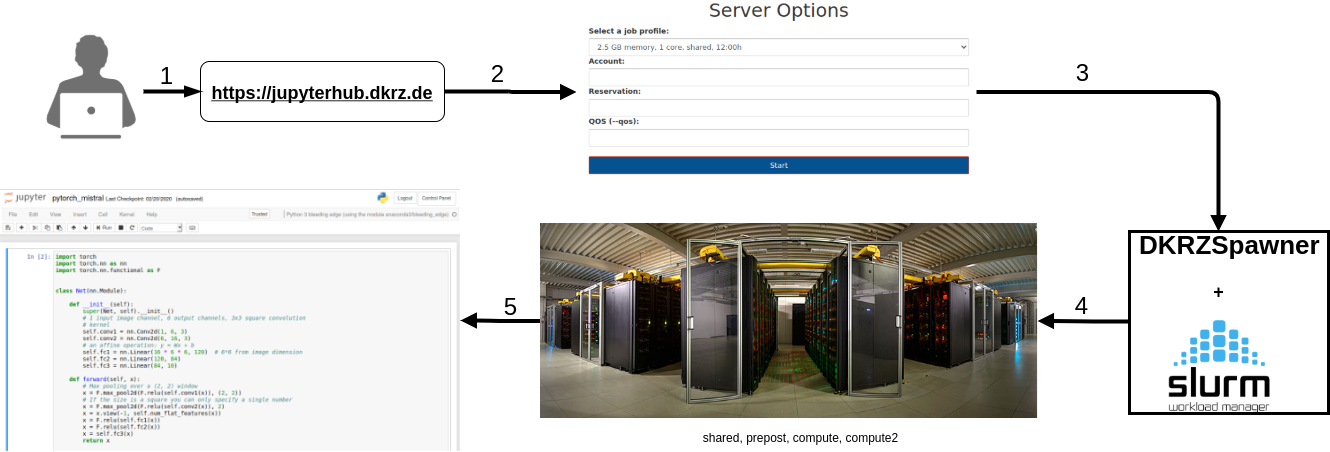 Server Options
Select a job profile:
2.5 GB memory, 1 core, shared, 12:00h
Account:
Reservation:
QOS (--qos):
Start
1
https://jupyterhub.dkrz.de
2
3
DKRZSpawner
+
slurm
workload manager
4
shared, prepost, compute, compute2
5
jupyter pytorch_mistral Last Checkpoint: 02/20/2020 (autosaved)
Logout Control Panel
File Edit View Insert Cell Kernel Help
Trusted
Python 3 bleeding edge (using the module anaconda3/bleeding_edge)
Run
Code
In [2]:
import torch
import torch.nn as nn
import torch.nn.functional as F
class Net(nn.Module):
def __init__(self):
super(Net, self).__init__()
# 1 input image channel, 6 output channels, 3x3 square convolution
# kernel
self.conv1 = nn.Conv2d(1, 6, 3)
self.conv2 = nn.Conv2d(6, 16, 3)
# an affine operation: y = Wx + b
self.fc1 = nn.Linear(16 * 6 * 6, 120) # 6*6 from image dimension
self.fc2 = nn.Linear(120, 84)
self.fc3 = nn.Linear(84, 10)
def forward(self, x):
# Max pooling over a (2, 2) window
x = F.max_pool2d(F.relu(self.conv1(x)), (2, 2))
# If the size is a square you can only specify a single number
x = F.max_pool2d(F.relu(self.conv2(x)), 2)
x = x.view(-1, self.num_flat_features(x))
x = F.relu(self.fc1(x))
x = F.relu(self.fc2(x))
x = self.fc3(x)
return x